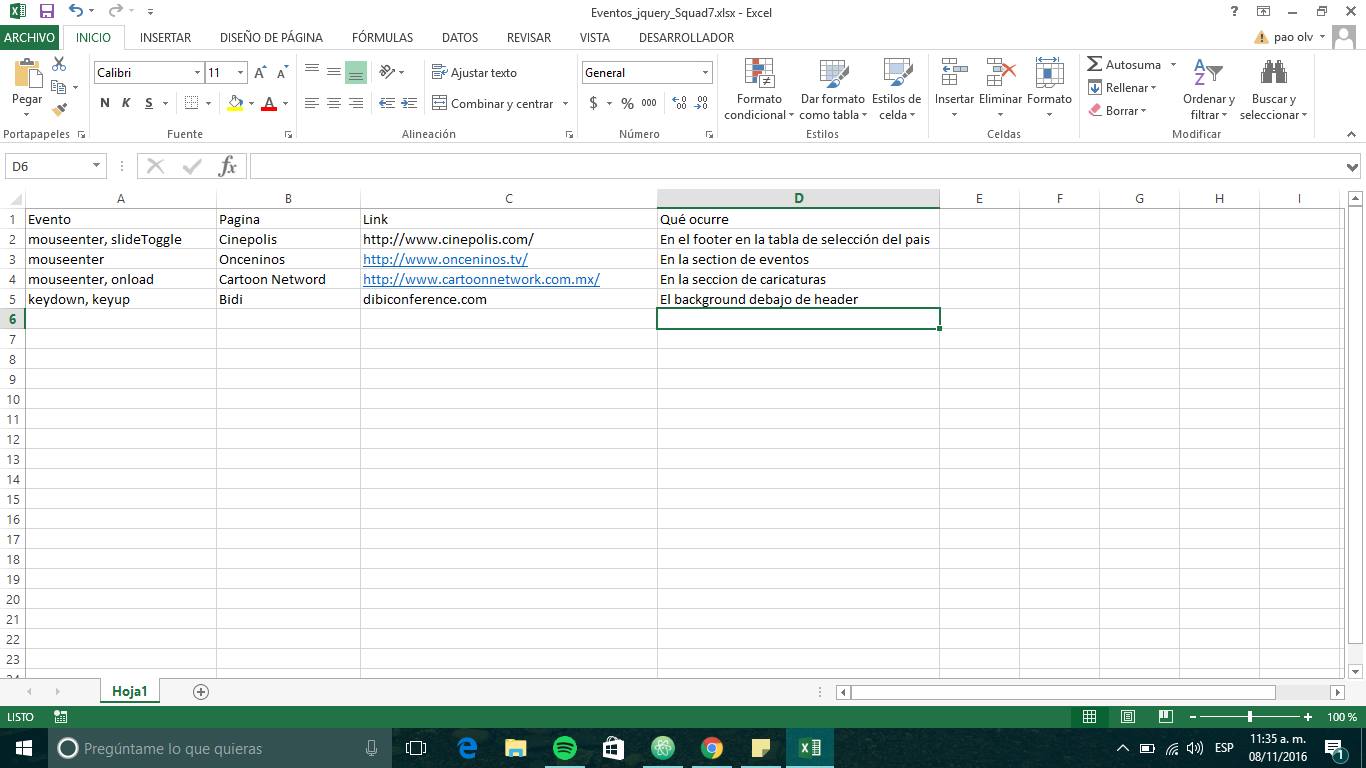 Eventos_jquery_Squad7.xlsx - Excel
?
ARCHIVO INICIO INSERTAR DISEÑO DE PÁGINA FÓRMULAS DATOS REVISAR VISTA DESARROLLADOR pao olv
Pegar
Portapapeles
Calibri 11
N K S
Fuente
Ajustar texto
Combinar y centrar
Alineación
General
$ % 000
Número
Formato condicional
Dar formato como tabla
Estilos de celda
Estilos
Insertar Eliminar Formato
Celdas
Autosuma
Rellenar
Borrar
Ordenar y filtrar
Buscar y seleccionar
Modificar
D6 fx
A B C D E F G H I
1 Evento Pagina Link Qué ocurre
2 mouseenter, slideToggle Cinepolis http://www.cinepolis.com/ En el footer en la tabla de selección del pais
3 mouseenter Onceninos http://www.onceninos.tv/ En la section de eventos
4 mouseenter, onload Cartoon Netword http://www.cartoonnetwork.com.mx/ En la seccion de caricaturas
5 keydown, keyup Bidi dibiconference.com El background debajo de header
6
7
8
9
10
11
12
13
14
15
16
17
18
19
20
21
22
23
Hoja1
LISTO 100 %
Pregúntame lo que quieras
ESP
11:35 a. m.
08/11/2016
1